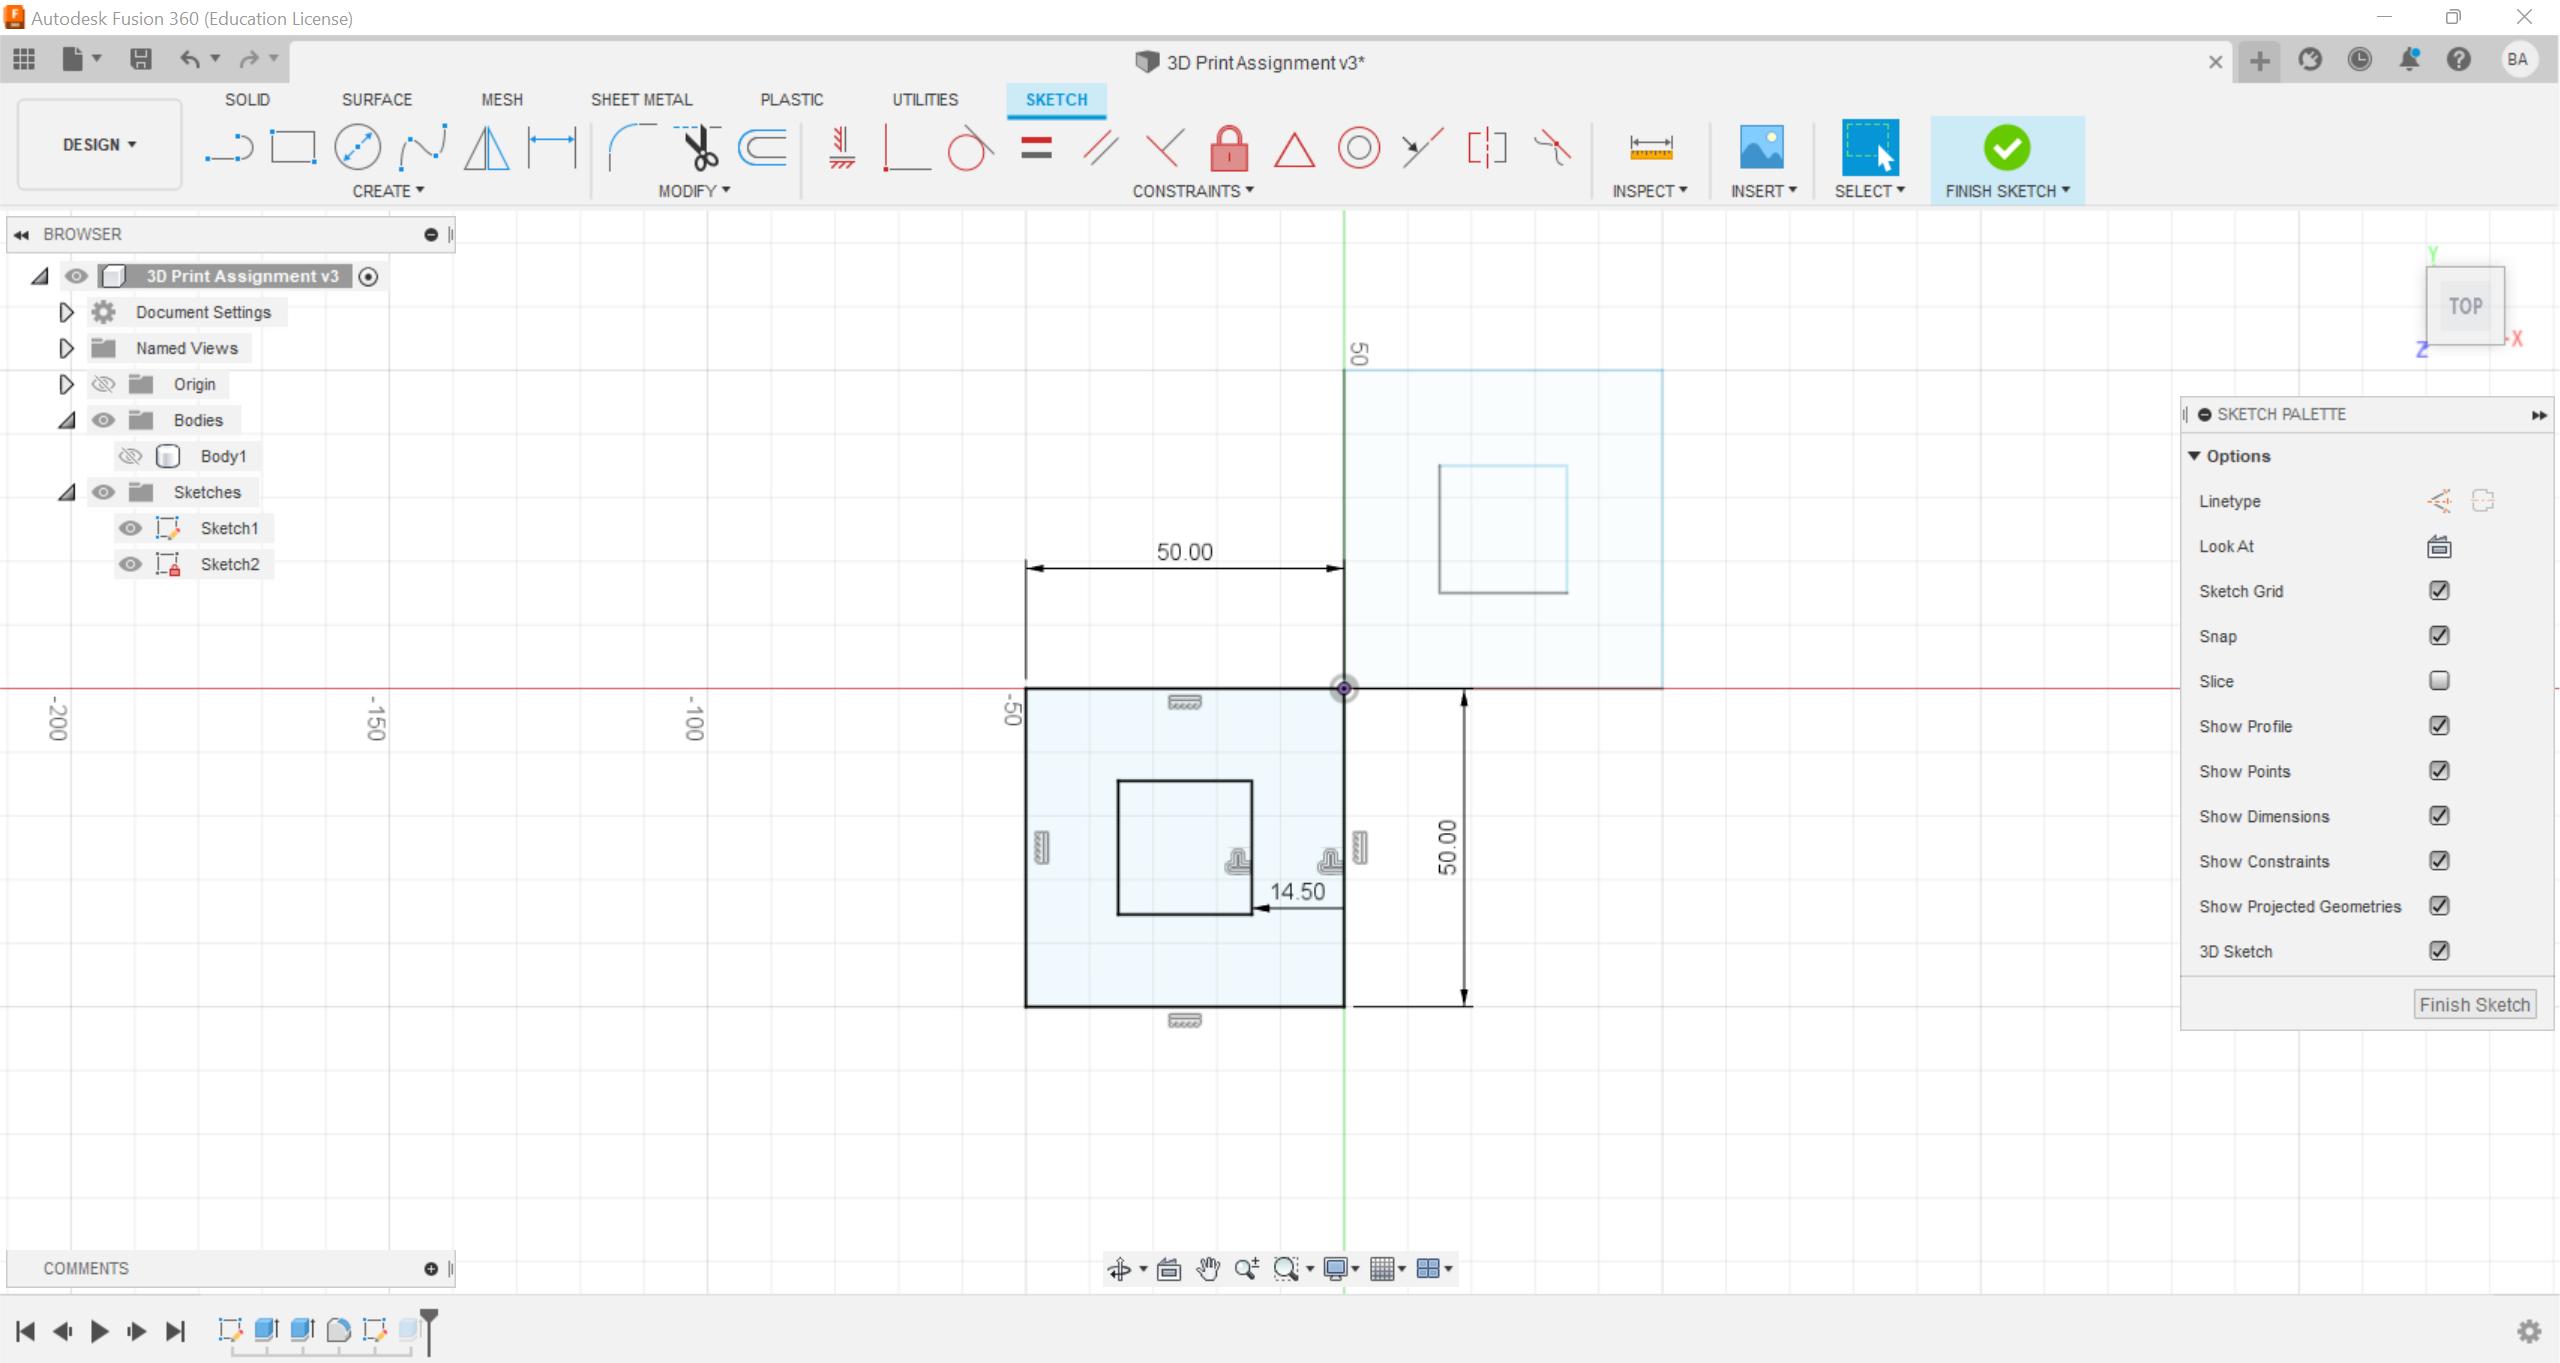 Autodesk Fusion 360 (Education License)
3D Print Assignment v3*
BA
SOLID SURFACE MESH SHEET METAL PLASTIC UTILITIES SKETCH
DESIGN
CREATE MODIFY CONSTRAINTS INSPECT INSERT SELECT FINISH SKETCH
BROWSER
3D Print Assignment v3
Document Settings
Named Views
Origin
Bodies
Body1
Sketches
Sketch1
Sketch2
Y
TOP
X
Z
50
50.00
-200
-150
-100
-50
50.00
14.50
SKETCH PALETTE
Options
Linetype
Look At
Sketch Grid
Snap
Slice
Show Profile
Show Points
Show Dimensions
Show Constraints
Show Projected Geometries
3D Sketch
Finish Sketch
COMMENTS